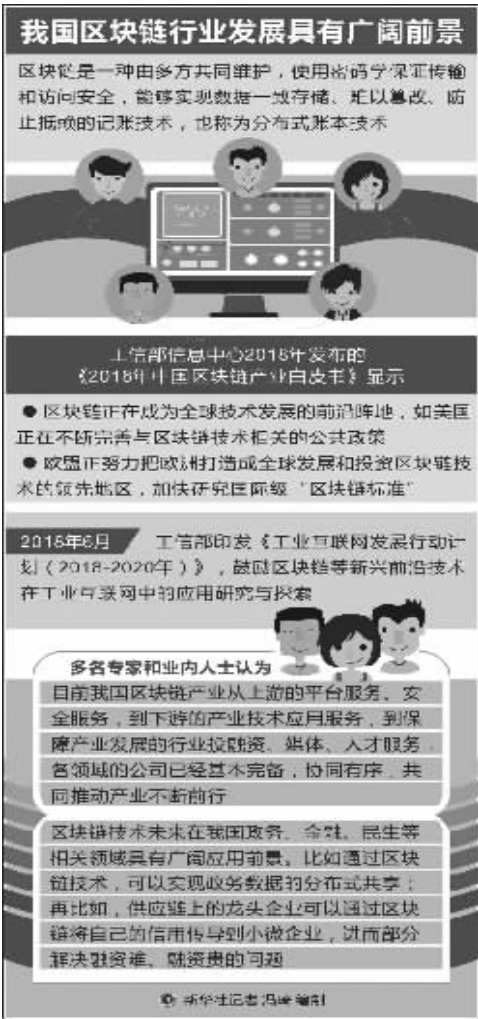 我国区块链行业发展具有广阔前景
区块链是一种由多方共同维护，使用密码学保证传输
和访问安全，能够实现数据一致存储、难以篡改、防
止抵赖的记账技术，也称为分布式账本技术
工信部信息中心2018年发布的
《2018年中国区块链产业白皮书》显示
● 区块链正在成为全球技术发展的前沿阵地，如美国
正在不断完善与区块链技术相关的公共政策
● 欧盟正努力把欧洲打造成全球发展和投资区块链技
术的领先地区，加快研究国际级“区块链标准”
2018年6月 工信部印发《工业互联网发展行动计
划（2018-2020年）》，鼓励区块链等新兴前沿技术
在工业互联网中的应用研究与探索
多名专家和业内人士认为
目前我国区块链产业从上游的平台服务、安
全服务，到下游的产业技术应用服务，到保
障产业发展的行业投融资、媒体、人才服务，
各领域的公司已经基本完备，协同有序，共
同推动产业不断前行
区块链技术未来在我国政务、金融、民生等
相关领域具有广阔应用前景。比如通过区块
链技术，可以实现政务数据的分布式共享；
再比如，供应链上的龙头企业可以通过区块
链将自己的信用传导到小微企业，进而部分
解决融资难、融资贵的问题
新华社记者 冯琦 编制